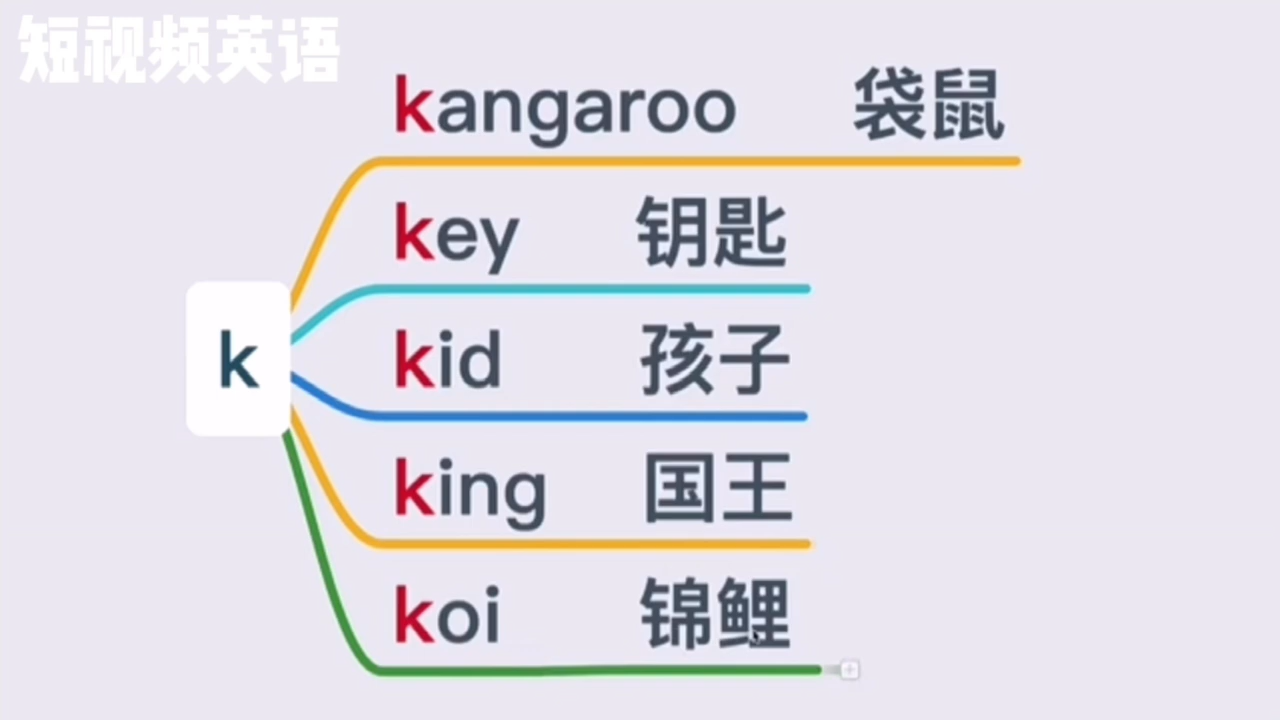 短视频英语
kangaroo 袋鼠
key 钥匙
k
kid 孩子
king 国王
koi 锦鲤